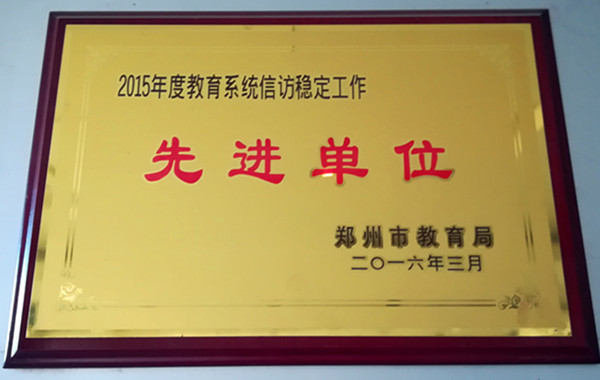 2015年度教育系统信访稳定工作
先进单位
郑州市教育局
二〇一六年三月